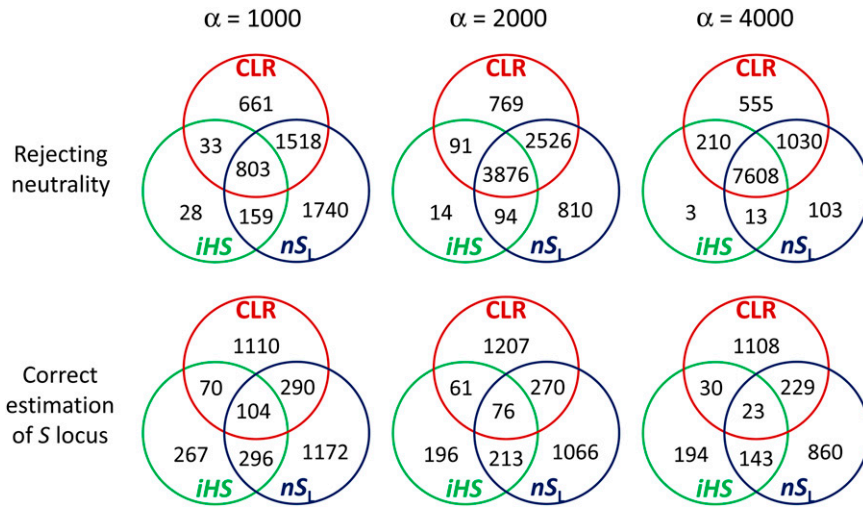 α = 1000
α = 2000
α = 4000
Rejecting
neutrality
CLR
661
33
1518
803
28
159
1740
iHS
nSL
CLR
769
91
2526
3876
14
94
810
iHS
nSL
CLR
555
210
1030
7608
3
13
103
iHS
nSL
Correct
estimation
of S locus
CLR
1110
70
290
104
267
296
1172
iHS
nSL
CLR
1207
61
270
76
196
213
1066
iHS
nSL
CLR
1108
30
229
23
194
143
860
iHS
nSL